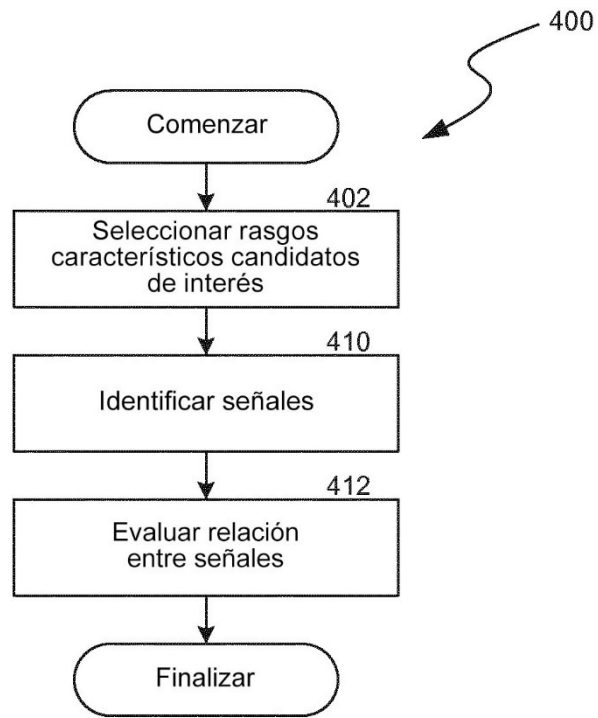 400
Comenzar
402
Seleccionar rasgos
característicos candidatos
de interés
410
Identificar señales
412
Evaluar relación
entre señales
Finalizar